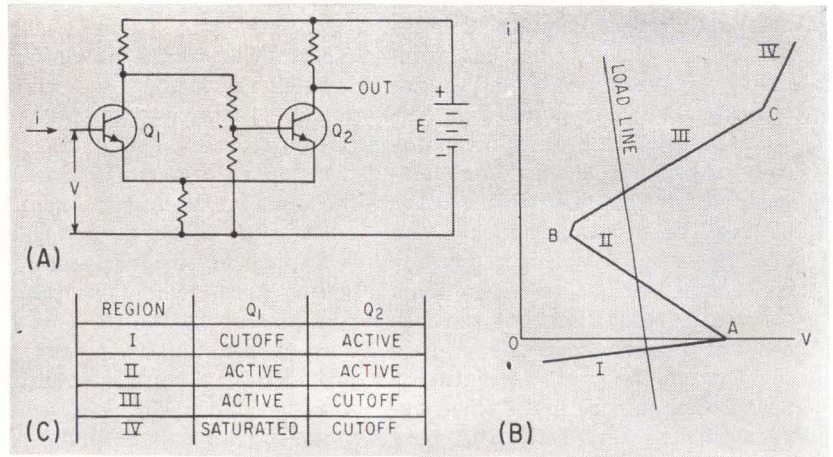 OUT
i
Q1
Q2
+
E
−
V
(A)
i
LOAD LINE
IV
C
III
B
II
A
O
V
I
(B)
REGION Q1 Q2
I CUTOFF ACTIVE
II ACTIVE ACTIVE
III ACTIVE CUTOFF
IV SATURATED CUTOFF
(C)